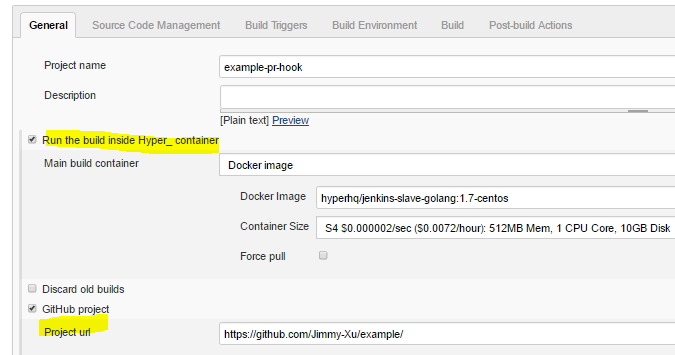 General Source Code Management Build Triggers Build Environment Build Post-build Actions
Project name example-pr-hook
Description
[Plain text] Preview
Run the build inside Hyper_ container
Main build container Docker image
Docker Image hyperhq/jenkins-slave-golang:1.7-centos
Container Size S4 $0.000002/sec ($0.0072/hour): 512MB Mem, 1 CPU Core, 10GB Disk
Force pull
Discard old builds
GitHub project
Project url https://github.com/Jimmy-Xu/example/